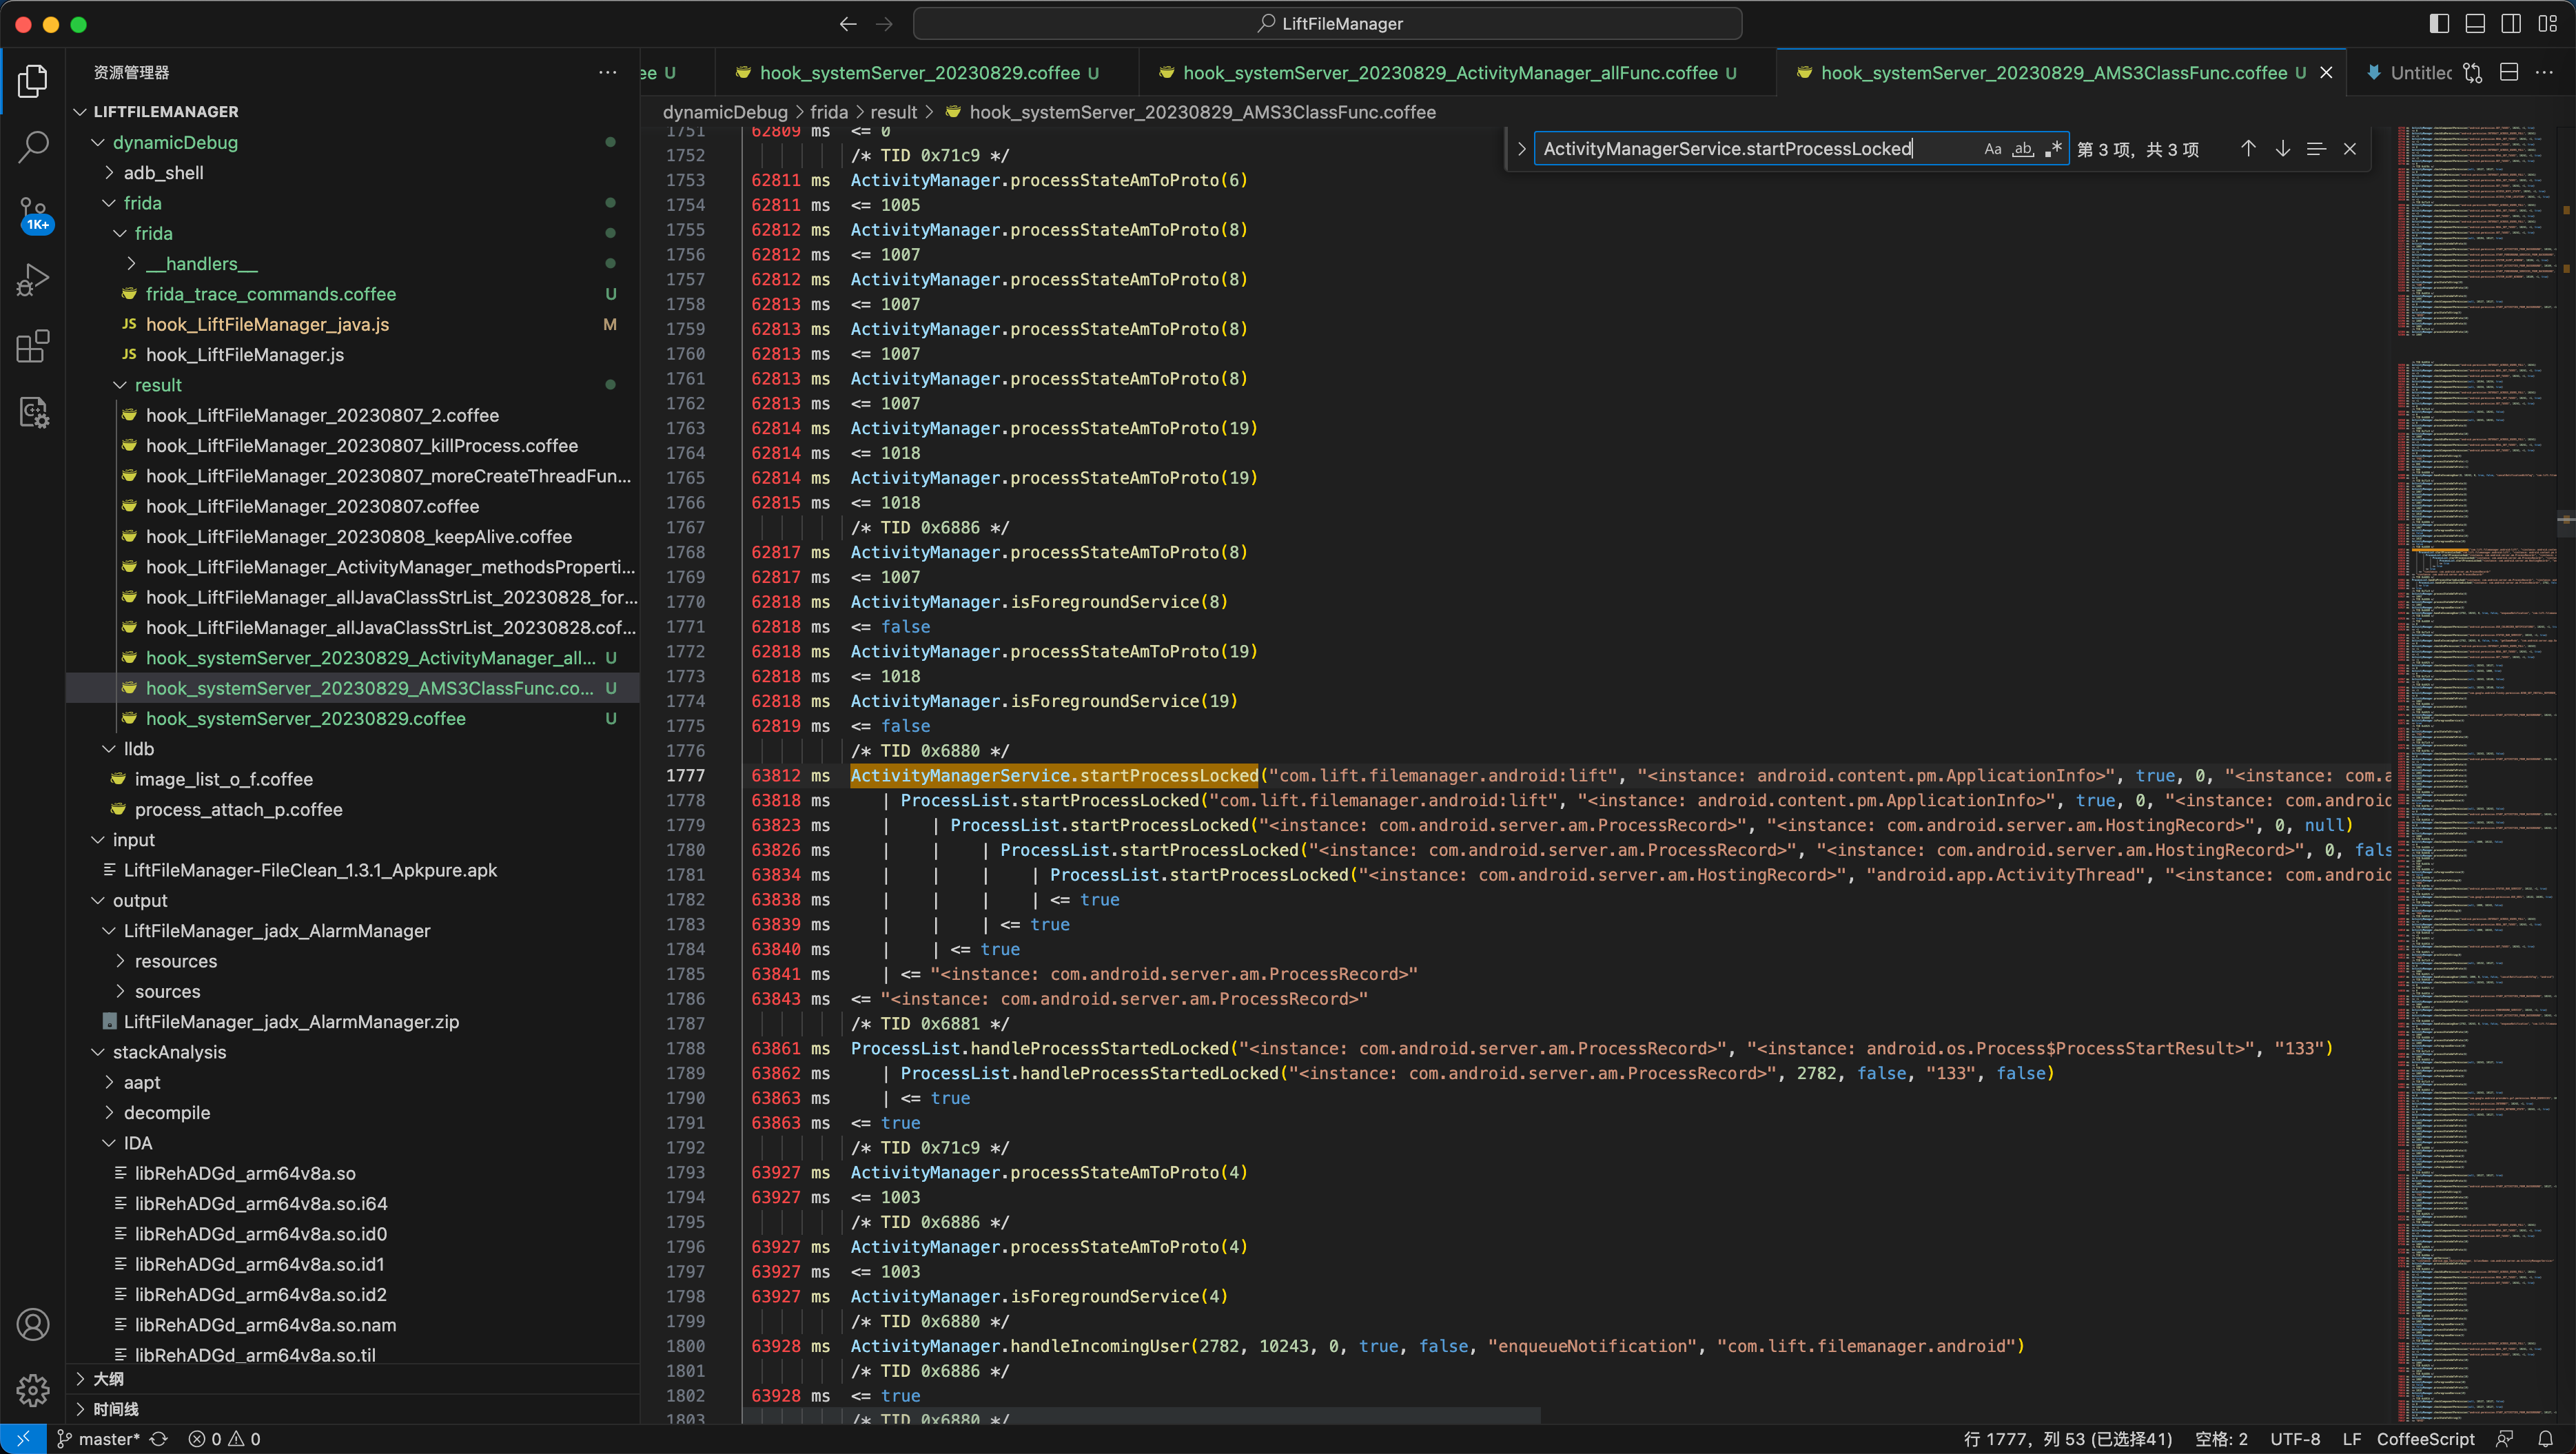 LiftFileManager
资源管理器
ee U
hook_systemServer_20230829.coffee U
hook_systemServer_20230829_ActivityManager_allFunc.coffee U
hook_systemServer_20230829_AMS3ClassFunc.coffee U
Untitlec
LIFTFILEMANAGER
dynamicDebug
adb_shell
frida
frida
__handlers__
frida_trace_commands.coffee U
JS hook_LiftFileManager_java.js M
JS hook_LiftFileManager.js
result
hook_LiftFileManager_20230807_2.coffee
hook_LiftFileManager_20230807_killProcess.coffee
hook_LiftFileManager_20230807_moreCreateThreadFun...
hook_LiftFileManager_20230807.coffee
hook_LiftFileManager_20230808_keepAlive.coffee
hook_LiftFileManager_ActivityManager_methodsProperti...
hook_LiftFileManager_allJavaClassStrList_20230828_for...
hook_LiftFileManager_allJavaClassStrList_20230828.cof...
hook_systemServer_20230829_ActivityManager_all... U
hook_systemServer_20230829_AMS3ClassFunc.co... U
hook_systemServer_20230829.coffee U
lldb
image_list_o_f.coffee
process_attach_p.coffee
input
LiftFileManager-FileClean_1.3.1_Apkpure.apk
output
LiftFileManager_jadx_AlarmManager
resources
sources
LiftFileManager_jadx_AlarmManager.zip
stackAnalysis
aapt
decompile
IDA
libRehADGd_arm64v8a.so
libRehADGd_arm64v8a.so.i64
libRehADGd_arm64v8a.so.id0
libRehADGd_arm64v8a.so.id1
libRehADGd_arm64v8a.so.id2
libRehADGd_arm64v8a.so.nam
libRehADGd_arm64v8a.so.til
大纲
时间线
1K+
dynamicDebug > frida > result > hook_systemServer_20230829_AMS3ClassFunc.coffee
ActivityManagerService.startProcessLocked Aa ab .* 第 3 项，共 3 项
1751 62809 ms <= 0
1752 /* TID 0x71c9 */
1753 62811 ms ActivityManager.processStateAmToProto(6)
1754 62811 ms <= 1005
1755 62812 ms ActivityManager.processStateAmToProto(8)
1756 62812 ms <= 1007
1757 62812 ms ActivityManager.processStateAmToProto(8)
1758 62813 ms <= 1007
1759 62813 ms ActivityManager.processStateAmToProto(8)
1760 62813 ms <= 1007
1761 62813 ms ActivityManager.processStateAmToProto(8)
1762 62813 ms <= 1007
1763 62814 ms ActivityManager.processStateAmToProto(19)
1764 62814 ms <= 1018
1765 62814 ms ActivityManager.processStateAmToProto(19)
1766 62815 ms <= 1018
1767 /* TID 0x6886 */
1768 62817 ms ActivityManager.processStateAmToProto(8)
1769 62817 ms <= 1007
1770 62818 ms ActivityManager.isForegroundService(8)
1771 62818 ms <= false
1772 62818 ms ActivityManager.processStateAmToProto(19)
1773 62818 ms <= 1018
1774 62818 ms ActivityManager.isForegroundService(19)
1775 62819 ms <= false
1776 /* TID 0x6880 */
1777 63812 ms ActivityManagerService.startProcessLocked("com.lift.filemanager.android:lift", "<instance: android.content.pm.ApplicationInfo>", true, 0, "<instance: com.a
1778 63818 ms | ProcessList.startProcessLocked("com.lift.filemanager.android:lift", "<instance: android.content.pm.ApplicationInfo>", true, 0, "<instance: com.android
1779 63823 ms | | ProcessList.startProcessLocked("<instance: com.android.server.am.ProcessRecord>", "<instance: com.android.server.am.HostingRecord>", 0, null)
1780 63826 ms | | | ProcessList.startProcessLocked("<instance: com.android.server.am.ProcessRecord>", "<instance: com.android.server.am.HostingRecord>", 0, fals
1781 63834 ms | | | | ProcessList.startProcessLocked("<instance: com.android.server.am.HostingRecord>", "android.app.ActivityThread", "<instance: com.android
1782 63838 ms | | | | <= true
1783 63839 ms | | | <= true
1784 63840 ms | | <= true
1785 63841 ms | <= "<instance: com.android.server.am.ProcessRecord>"
1786 63843 ms <= "<instance: com.android.server.am.ProcessRecord>"
1787 /* TID 0x6881 */
1788 63861 ms ProcessList.handleProcessStartedLocked("<instance: com.android.server.am.ProcessRecord>", "<instance: android.os.Process$ProcessStartResult>", "133")
1789 63862 ms | ProcessList.handleProcessStartedLocked("<instance: com.android.server.am.ProcessRecord>", 2782, false, "133", false)
1790 63863 ms | <= true
1791 63863 ms <= true
1792 /* TID 0x71c9 */
1793 63927 ms ActivityManager.processStateAmToProto(4)
1794 63927 ms <= 1003
1795 /* TID 0x6886 */
1796 63927 ms ActivityManager.processStateAmToProto(4)
1797 63927 ms <= 1003
1798 63927 ms ActivityManager.isForegroundService(4)
1799 /* TID 0x6880 */
1800 63928 ms ActivityManager.handleIncomingUser(2782, 10243, 0, true, false, "enqueueNotification", "com.lift.filemanager.android")
1801 /* TID 0x6886 */
1802 63928 ms <= true
1803 /* TID 0x6880 */
master* 0 0
行 1777，列 53 (已选择41) 空格: 2 UTF-8 LF CoffeeScript